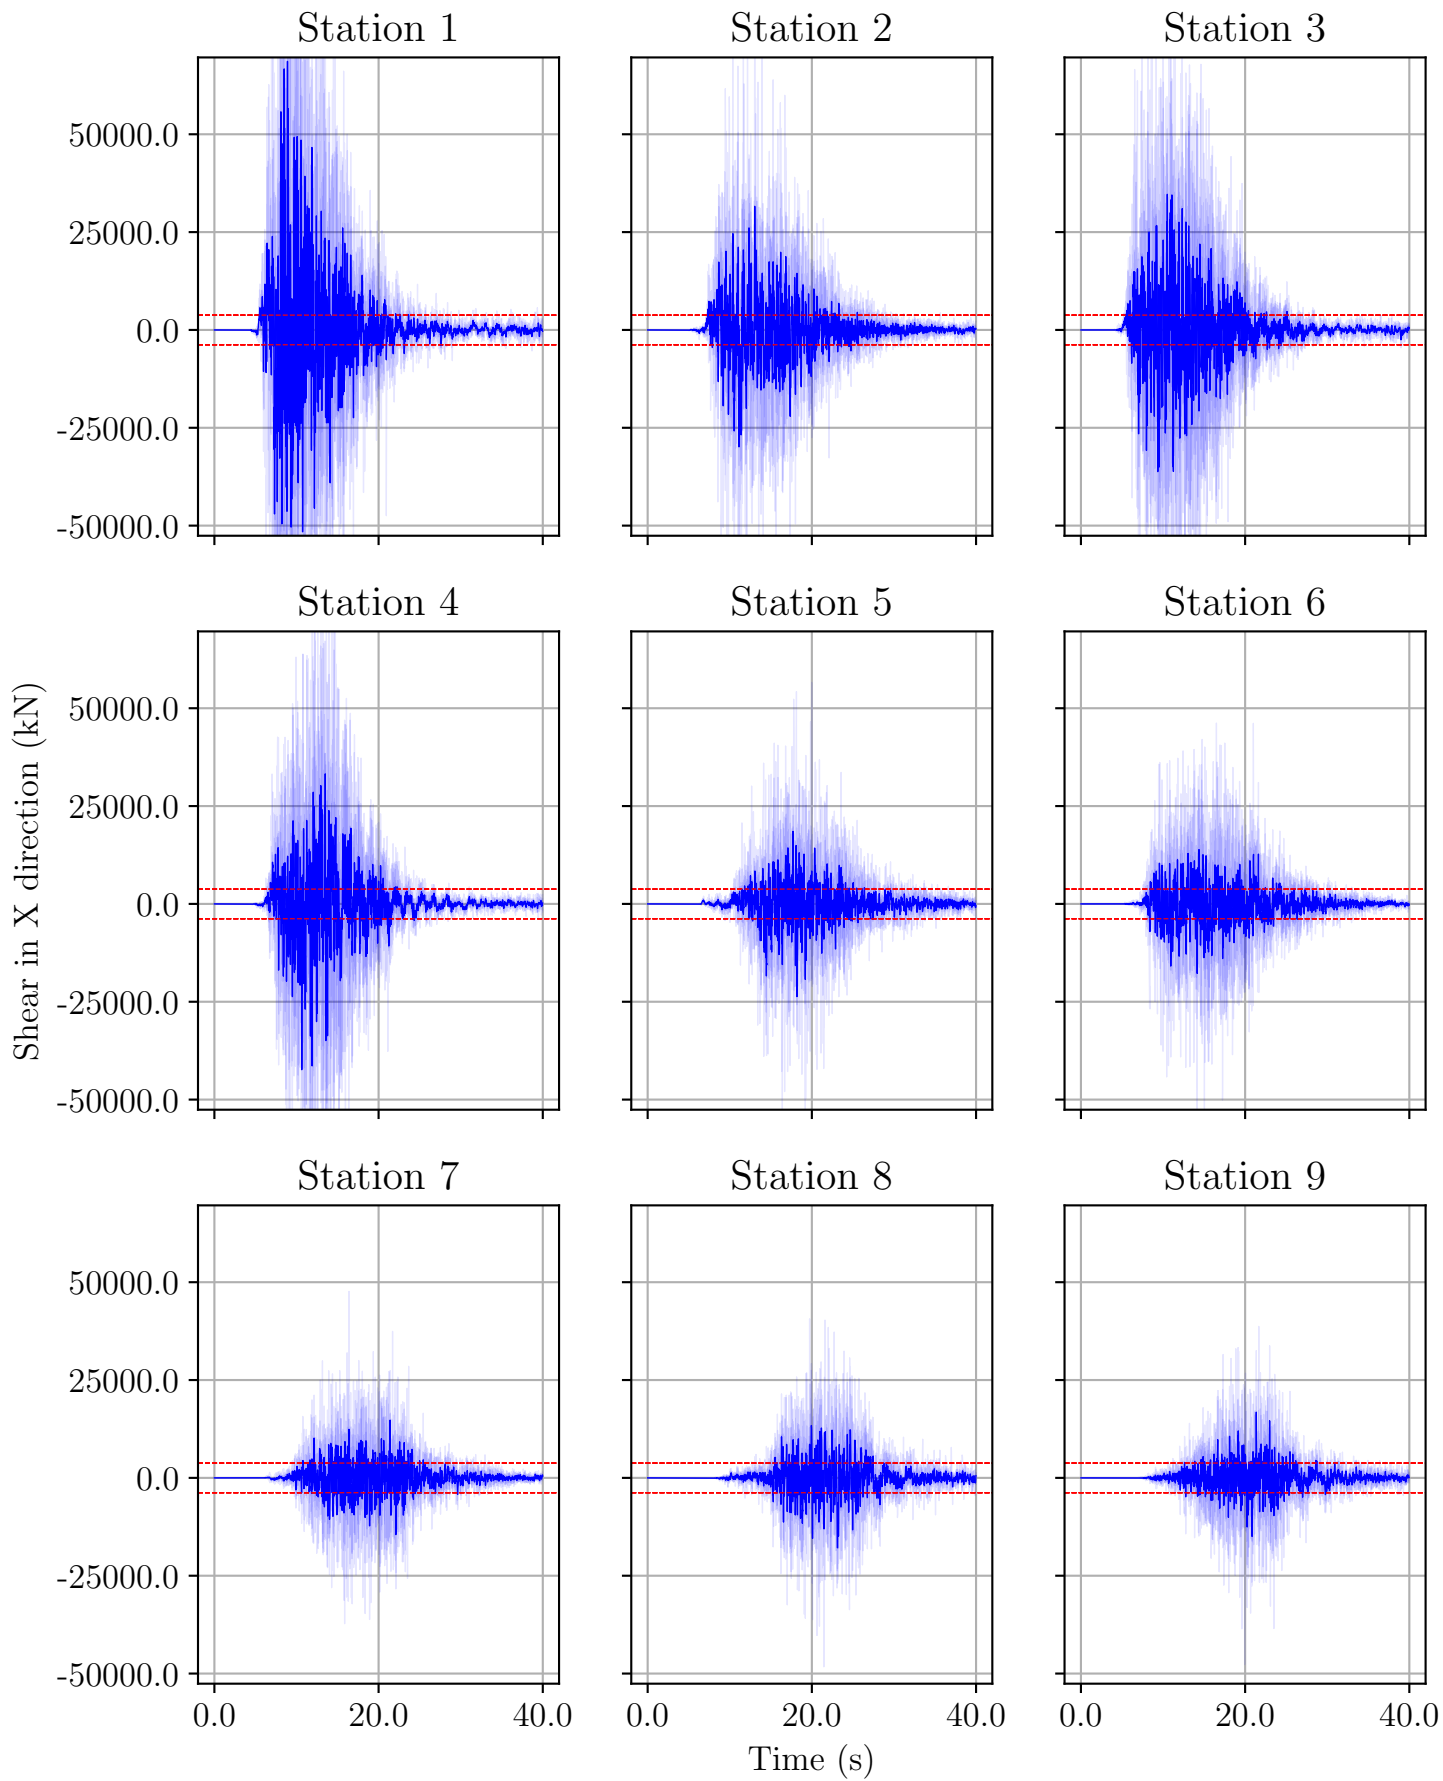 Station 1
Station 2
Station 3
50000.0
25000.0
0.0
-25000.0
-50000.0
Station 4
Station 5
Station 6
Shear in X direction (kN)
50000.0
25000.0
0.0
-25000.0
-50000.0
Station 7
Station 8
Station 9
50000.0
25000.0
0.0
-25000.0
-50000.0
0.0 20.0 40.0
0.0 20.0 40.0
0.0 20.0 40.0
Time (s)